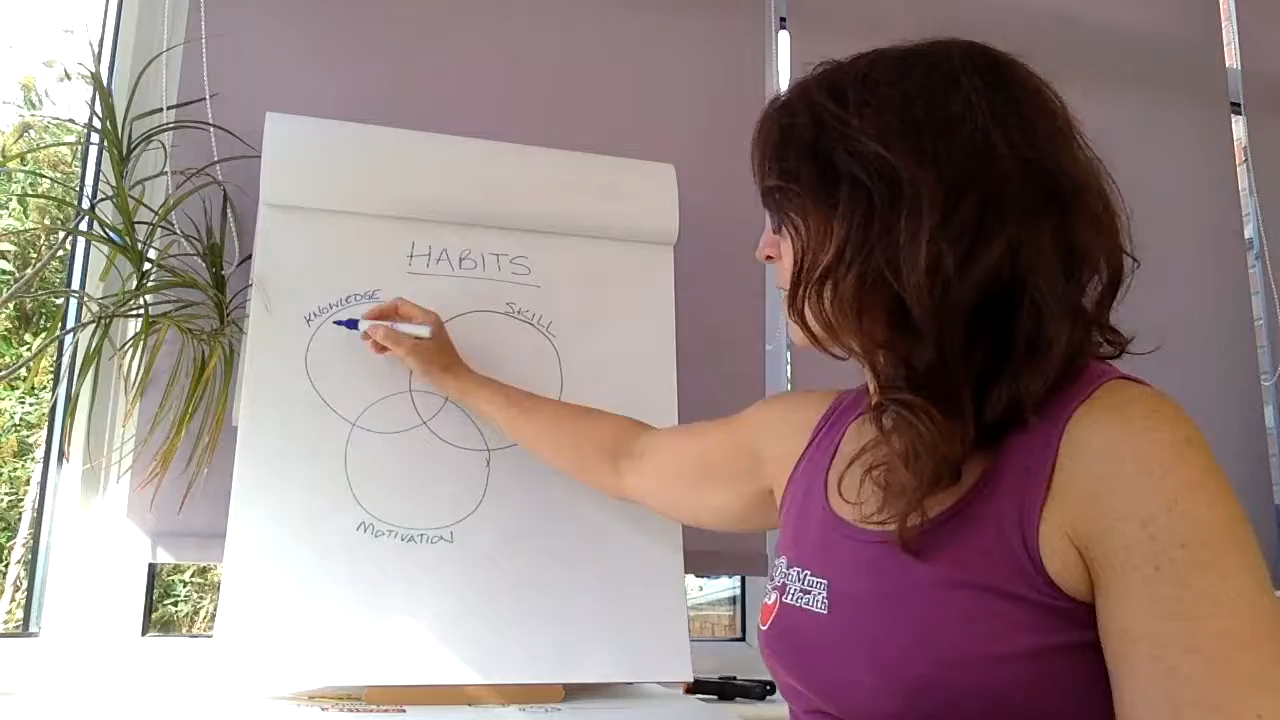 HABITS
KNOWLEDGE
SKILL
MOTIVATION
OptiMum
Health